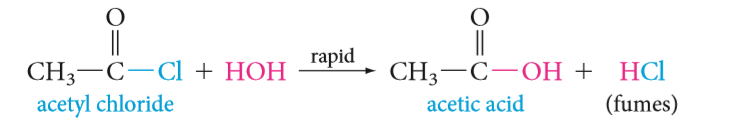 O O
CH₃—C—Cl + HOH rapid CH₃—C—OH + HCl
acetyl chloride acetic acid (fumes)